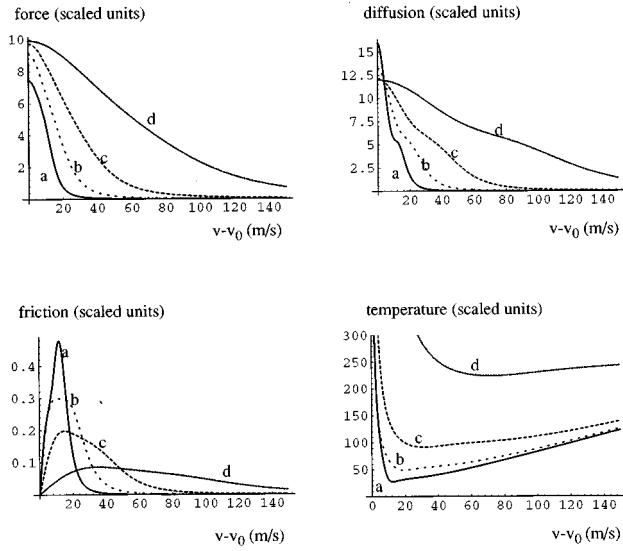 force (scaled units)
10
8
6
4
2
a
b
c
d
20 40 60 80 100 120 140
v-v0 (m/s)
diffusion (scaled units)
15
12.5
10
7.5
5
2.5
a
b
c
d
20 40 60 80 100 120 140
v-v0 (m/s)
friction (scaled units)
0.4
0.3
0.2
0.1
a
b
c
d
20 40 60 80 100 120 140
v-v0 (m/s)
temperature (scaled units)
300
250
200
150
100
50
a
b
c
d
0 20 40 60 80 100 120 140
v-v0 (m/s)